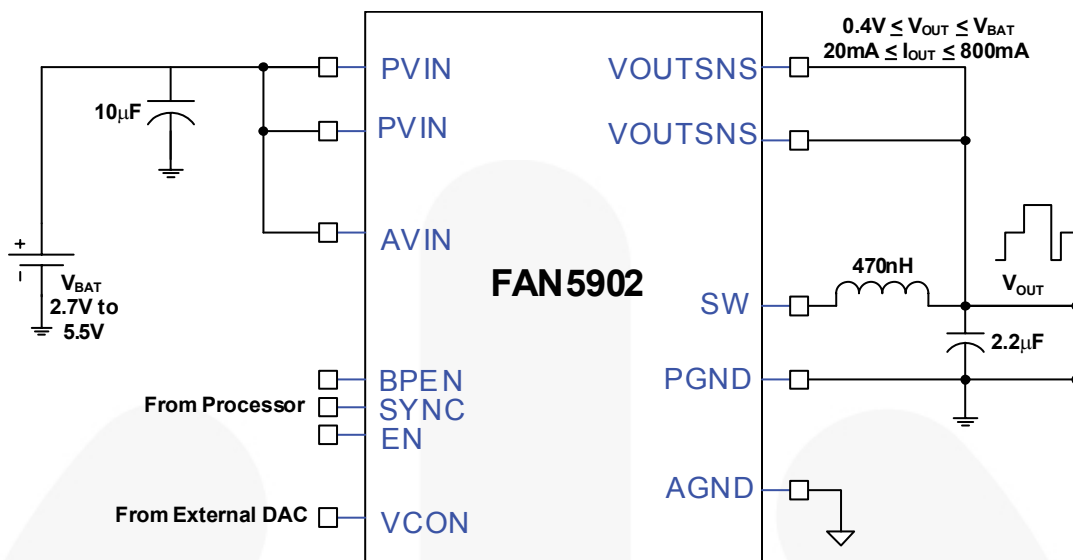 0.4V ≤ VOUT ≤ VBAT
20mA ≤ IOUT ≤ 800mA
PVIN
VOUTSNS
10µF
PVIN
VOUTSNS
AVIN
+
–
VBAT
2.7V to
5.5V
FAN5902
470nH
VOUT
SW
2.2µF
BPEN
PGND
From Processor
SYNC
EN
AGND
From External DAC
VCON